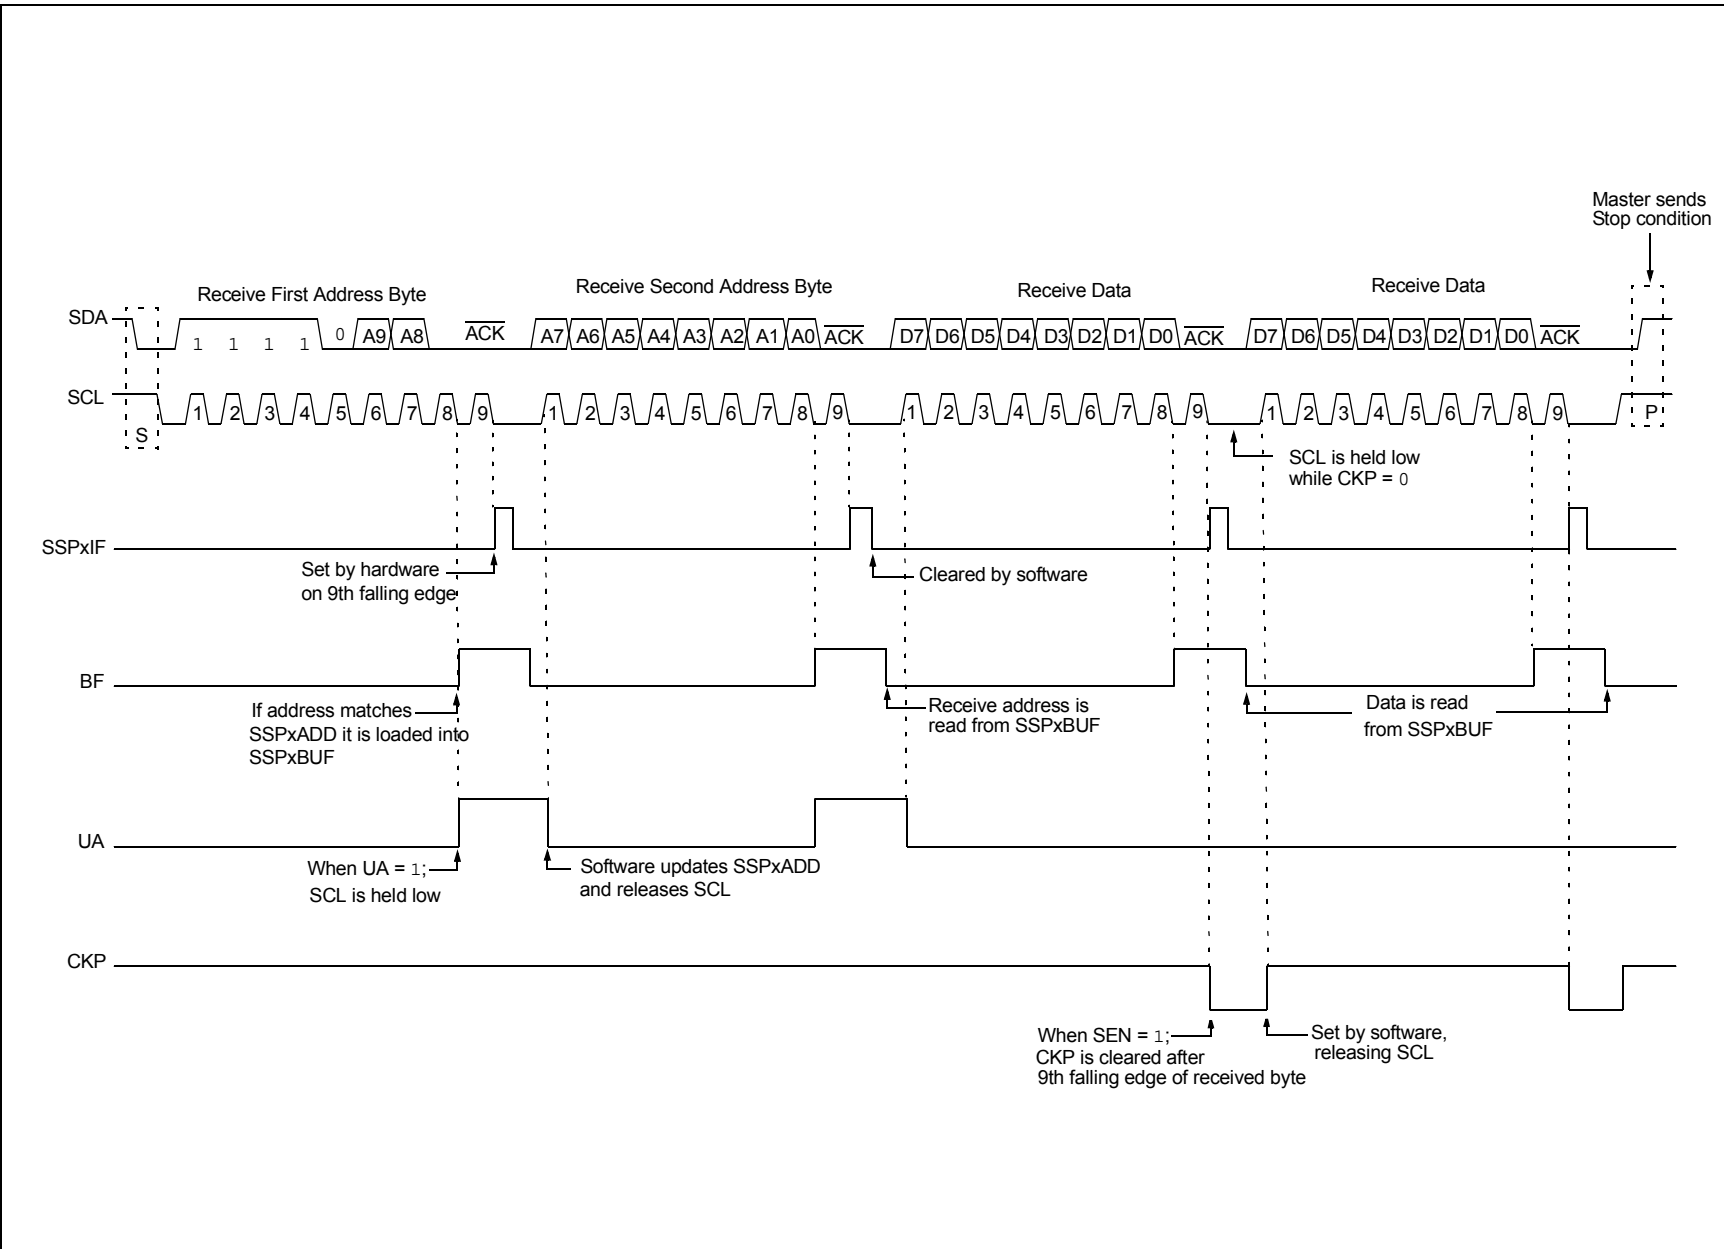 Master sends
Stop condition
Receive First Address Byte
Receive Second Address Byte
Receive Data
Receive Data
SDA
1 1 1 1 0 A9 A8 ACK A7 A6 A5 A4 A3 A2 A1 A0 ACK D7 D6 D5 D4 D3 D2 D1 D0 ACK D7 D6 D5 D4 D3 D2 D1 D0 ACK
SCL
S 1 2 3 4 5 6 7 8 9 1 2 3 4 5 6 7 8 9 1 2 3 4 5 6 7 8 9 1 2 3 4 5 6 7 8 9 P
SCL is held low
while CKP = 0
SSPxIF
Set by hardware
on 9th falling edge
Cleared by software
BF
If address matches
SSPxADD it is loaded into
SSPxBUF
Receive address is
read from SSPxBUF
Data is read
from SSPxBUF
UA
When UA = 1;
SCL is held low
Software updates SSPxADD
and releases SCL
CKP
When SEN = 1;
CKP is cleared after
9th falling edge of received byte
Set by software,
releasing SCL